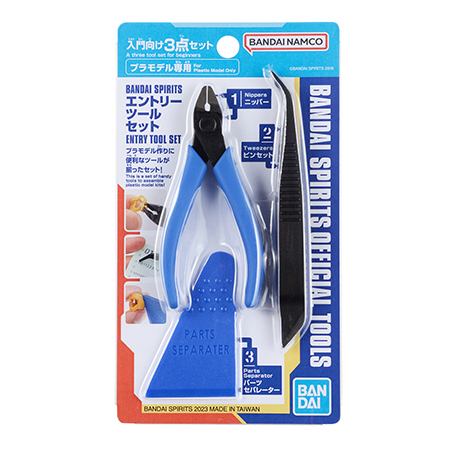 入門向け3点セット
A three tool set for beginners
プラモデル専用 For Plastic Model Only
BANDAI NAMCO
©BANDAI SPIRITS 2019
BANDAI SPIRITS
エントリー
ツール
セット
ENTRY TOOL SET
プラモデル作りに
便利なツールが
揃ったセット!
This is a set of handy
tools to assemble
plastic model kits!
1 Nippers
ニッパー
2
Tweezers
ピンセット
3
Parts
Separator
パーツ
セパレーター
PARTS
SEPARATER
BANDAI SPIRITS OFFICIAL TOOLS
BANDAI SPIRITS 2023 MADE IN TAIWAN
BAN
DAI